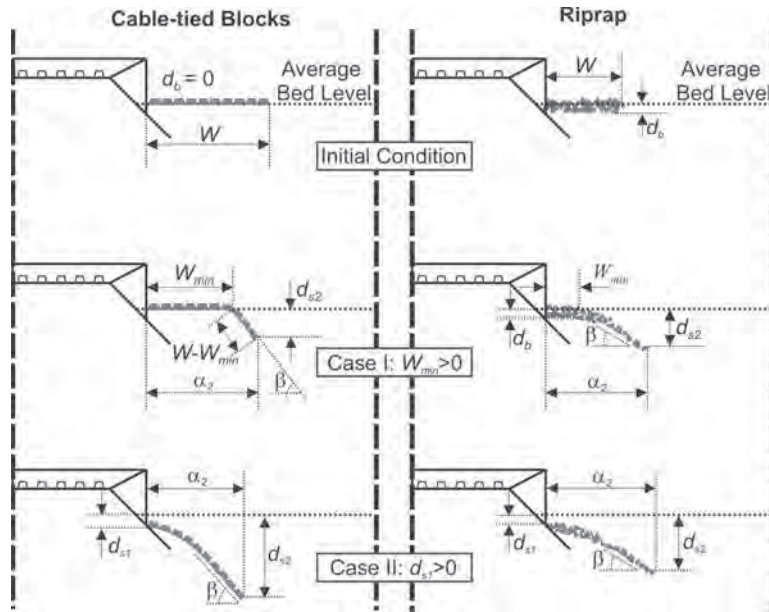 Cable-tied Blocks
Riprap
d_b = 0
Average
Bed Level
W
Initial Condition
W
Average
Bed Level
d_b
W_min
d_s2
W-W_min
β
α_2
Case I: W_min>0
W_min
d_b
β
d_s2
α_2
α_2
d_s1
d_s2
β
Case II: d_s1>0
α_2
d_s1
d_s2
β